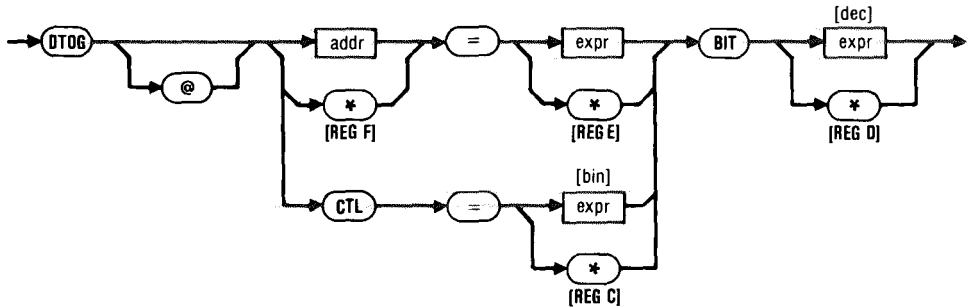 [dec]
DTOG addr = expr BIT expr
@ * * *
[REG F] [REG E] [REG D]
[bin]
CTL = expr
*
[REG C]